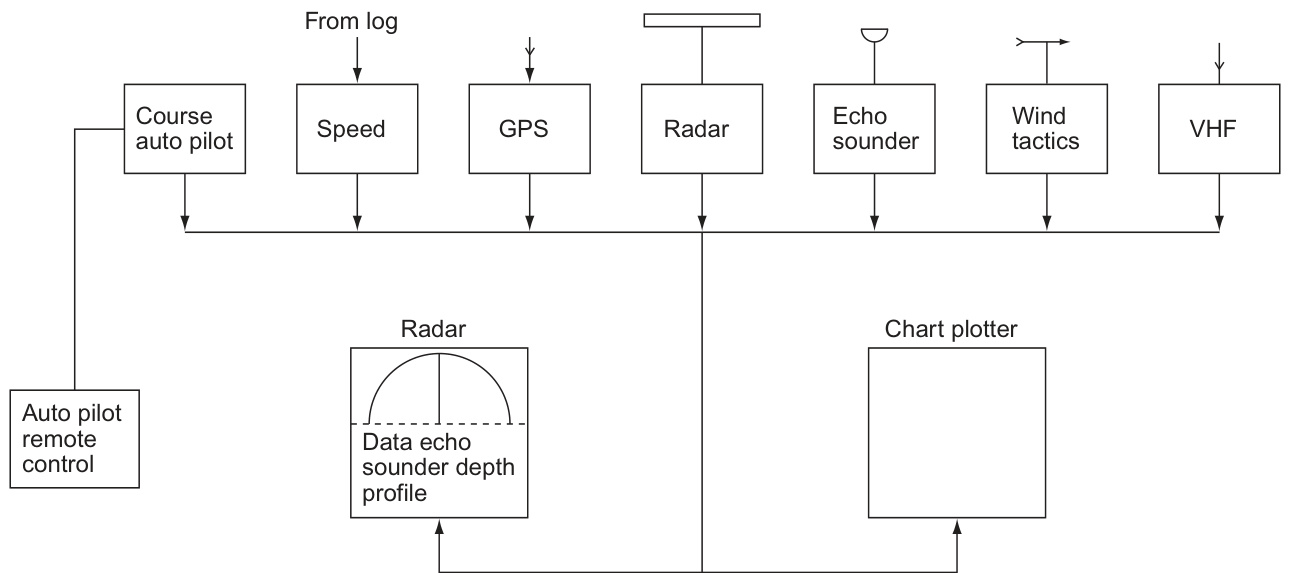 From log
Course
auto pilot
Speed
GPS
Radar
Echo
sounder
Wind
tactics
VHF
Radar
Chart plotter
Auto pilot
remote
control
Data echo
sounder depth
profile